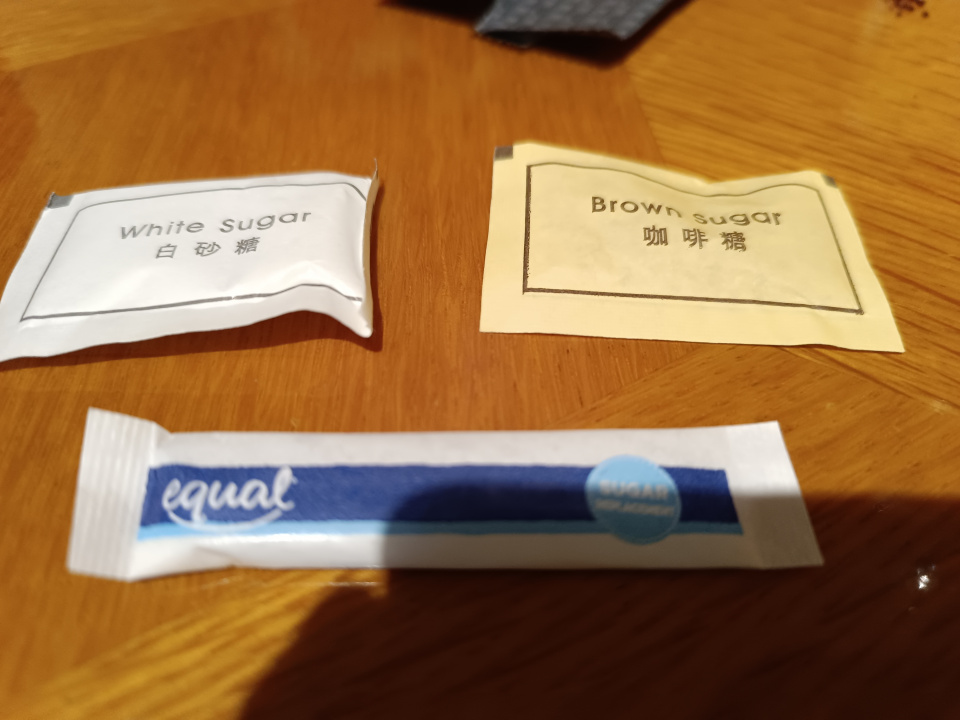 White Sugar
白砂糖
Brown sugar
咖啡糖
equal
SUGAR
REPLACEMENT